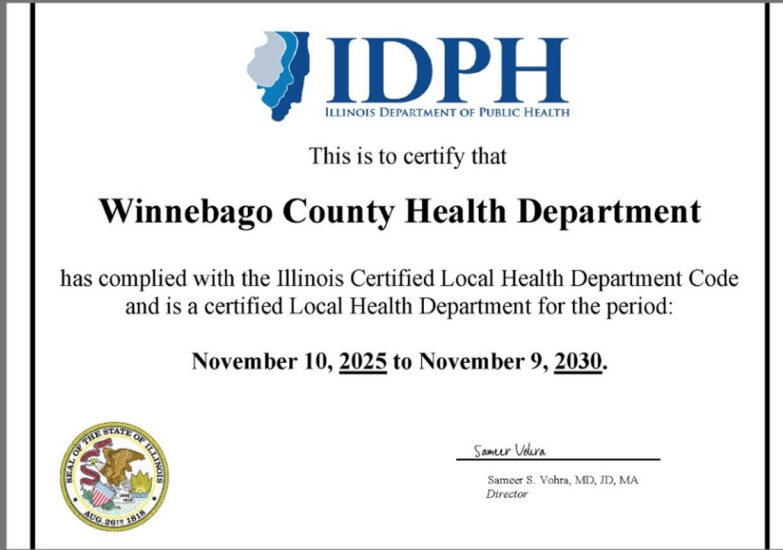 IDPH
ILLINOIS DEPARTMENT OF PUBLIC HEALTH
This is to certify that
Winnebago County Health Department
has complied with the Illinois Certified Local Health Department Code
and is a certified Local Health Department for the period:
November 10, 2025 to November 9, 2030.
SEAL OF THE STATE OF ILLINOIS
AUG. 26TH 1818
Sameer Vohra
Sameer S. Vohra, MD, JD, MA
Director